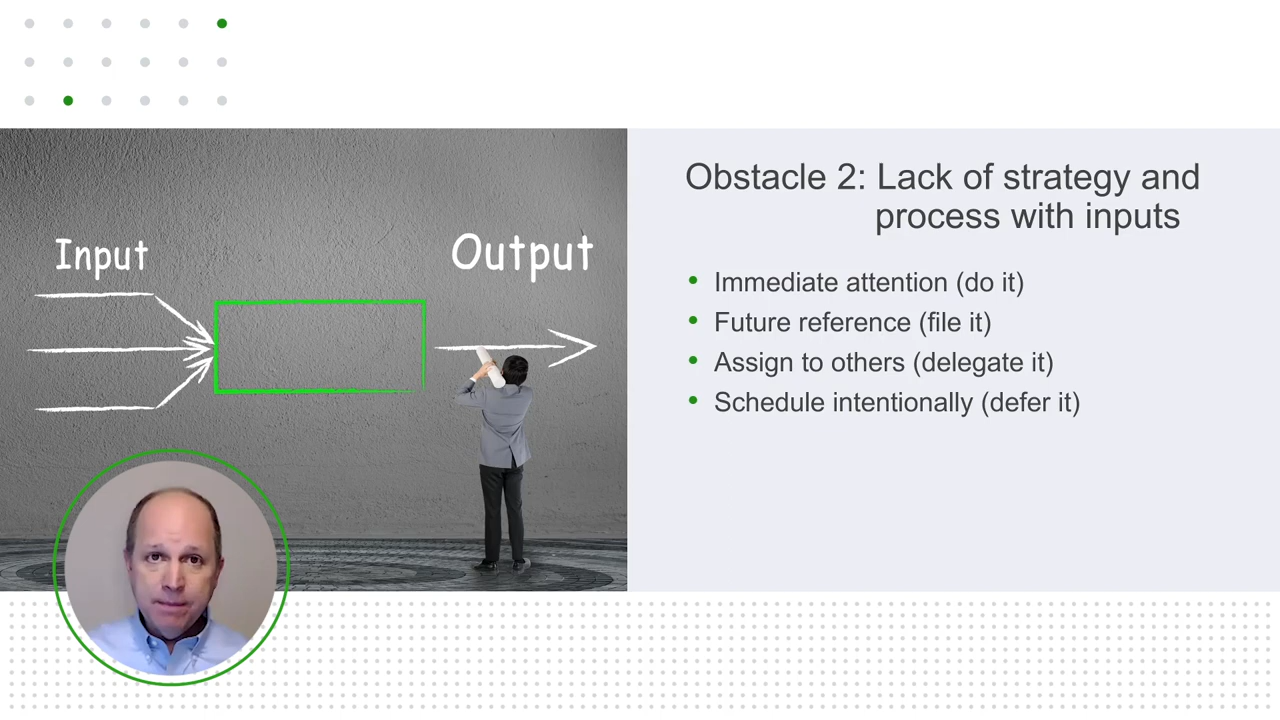 Input
Output
Obstacle 2: Lack of strategy and
process with inputs
• Immediate attention (do it)
• Future reference (file it)
• Assign to others (delegate it)
• Schedule intentionally (defer it)